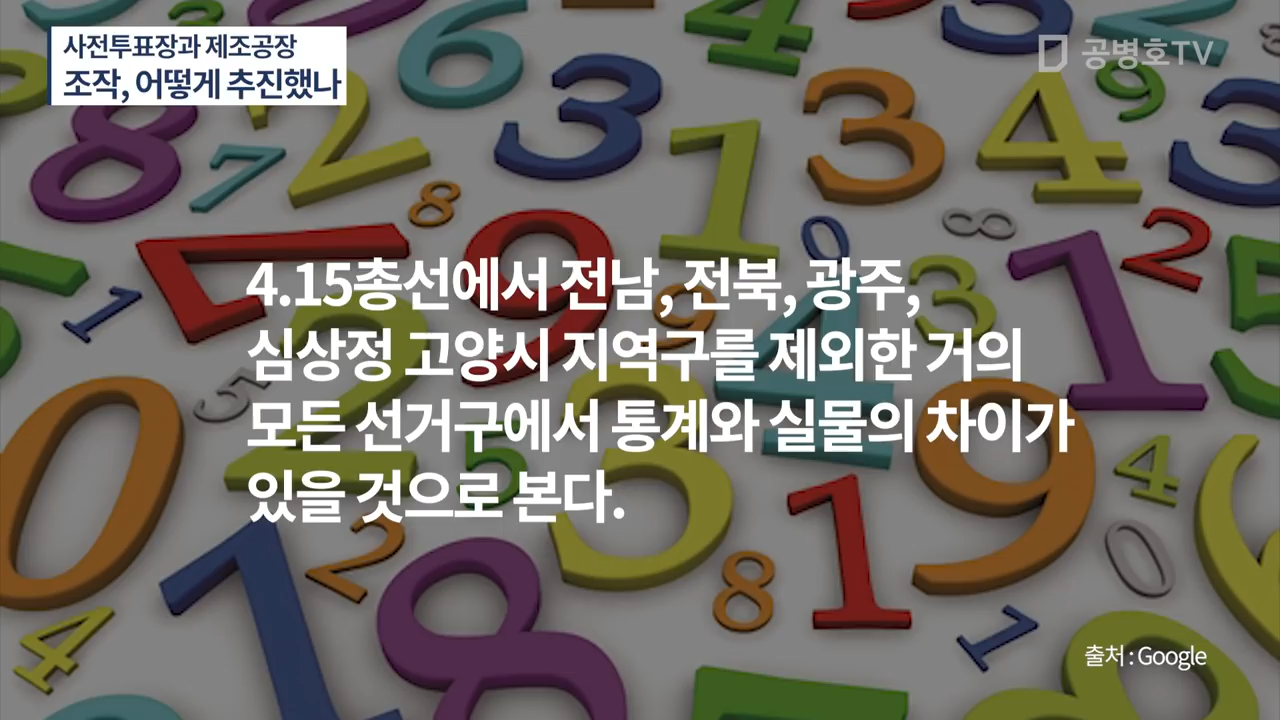 사전투표장과 제조공장
조작, 어떻게 추진했나
공병호TV
4.15총선에서 전남, 전북, 광주,
심상정 고양시 지역구를 제외한 거의
모든 선거구에서 통계와 실물의 차이가
있을 것으로 본다.
출처 : Google